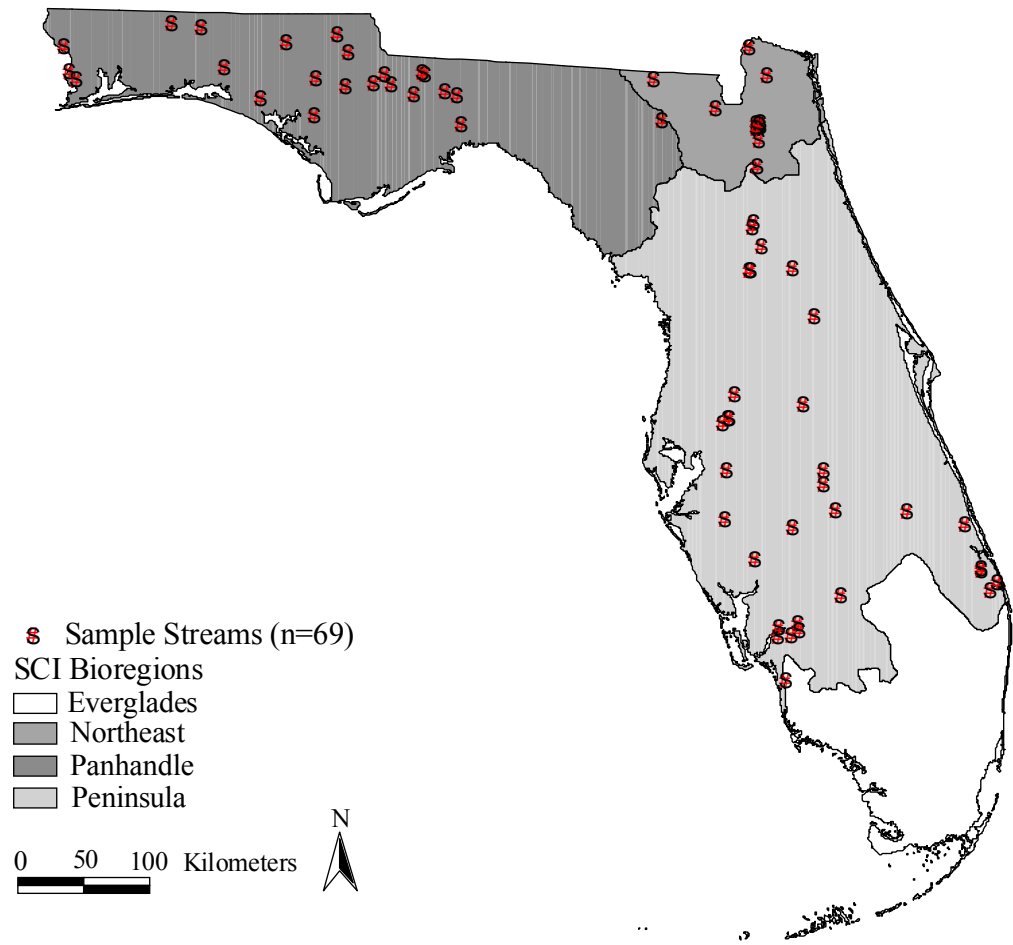 S Sample Streams (n=69)
SCI Bioregions
Everglades
Northeast
Panhandle
Peninsula
N
0 50 100 Kilometers